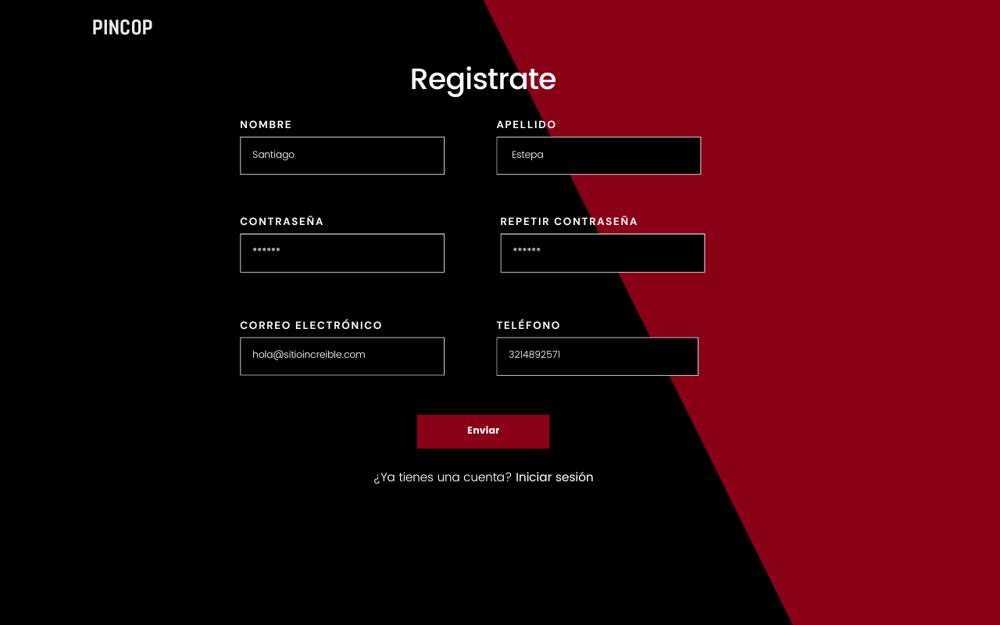 PINCOP
Registrate
NOMBRE
APELLIDO
Santiago
Estepa
CONTRASEÑA
REPETIR CONTRASEÑA
******
******
CORREO ELECTRÓNICO
TELÉFONO
hola@sitioincreible.com
3214892571
Enviar
¿Ya tienes una cuenta? Iniciar sesión